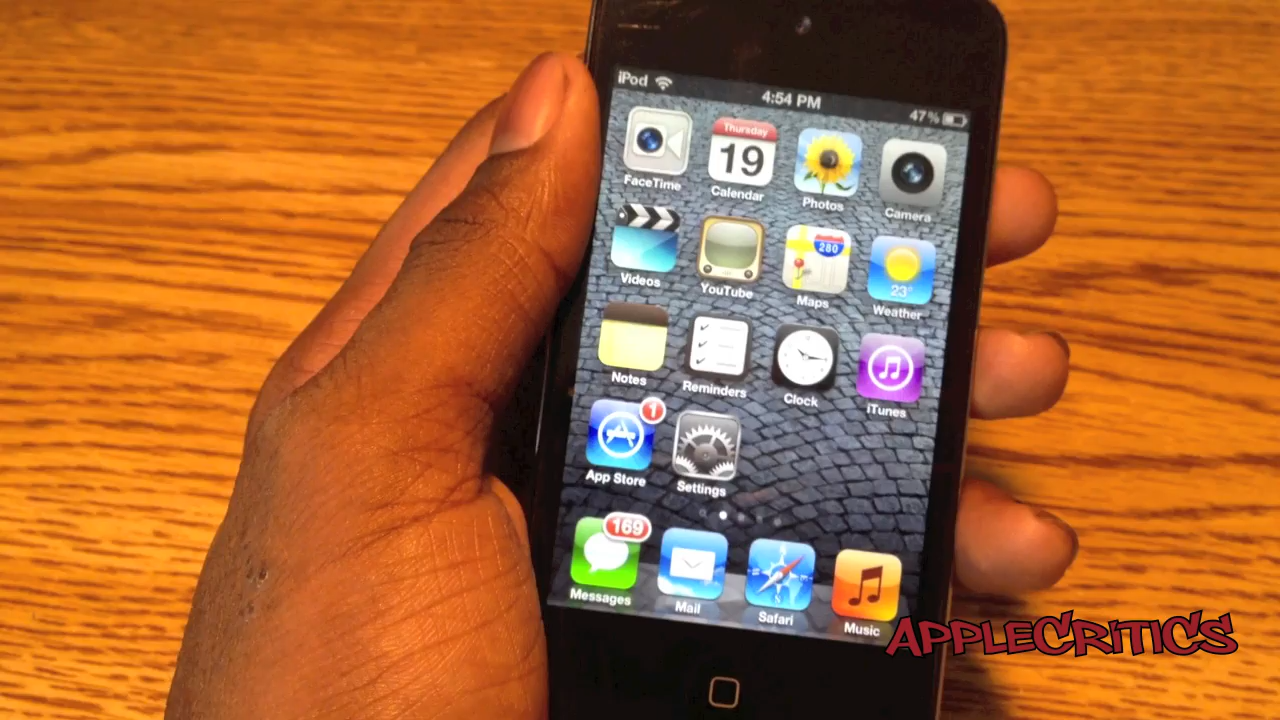 iPod 4:54 PM 47%
Thursday
19
FaceTime Calendar Photos Camera
280
23°
Videos YouTube Maps Weather
Notes Reminders Clock iTunes
1
App Store Settings
169
N
Messages Mail Safari Music
APPLECRITICS